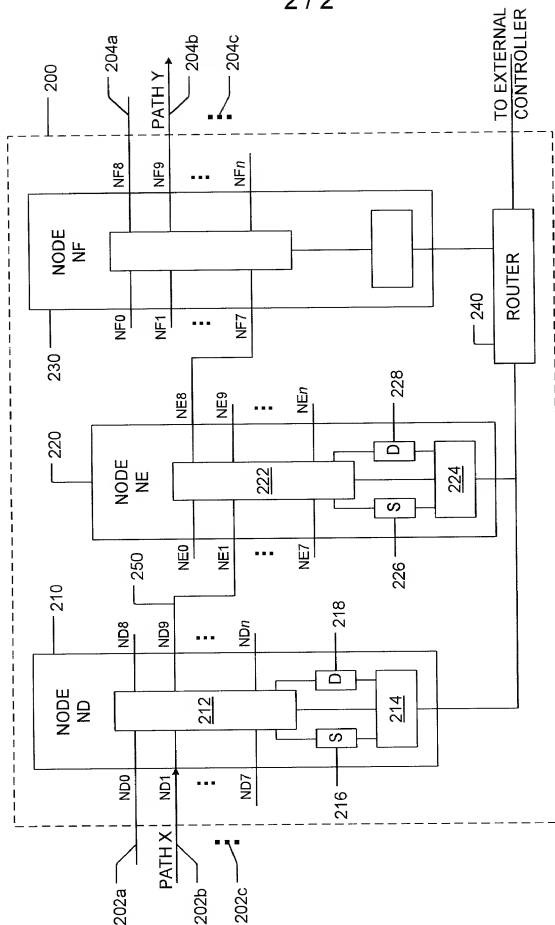 2 / 2
200
204a
PATH Y
204b
204c
TO EXTERNAL
CONTROLLER
NF8
NF9
NFn
NODE
NF
230
NF0
NF1
NF7
ROUTER
240
NE8
NE9
NEn
228
220
NODE
NE
222
D
S
224
226
NE0
NE1
NE7
250
210
ND8
ND9
NDn
218
NODE
ND
212
D
S
214
216
ND0
ND1
ND7
202a
PATH X
202b
202c